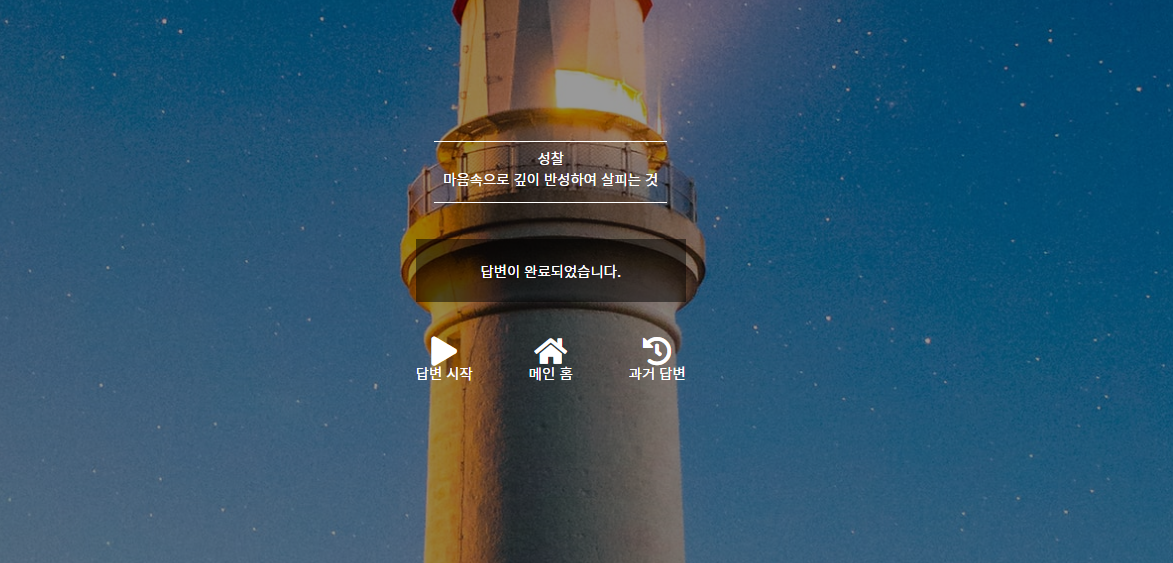 성찰
마음속으로 깊이 반성하여 살피는 것
답변이 완료되었습니다.
답변 시작
메인 홈
과거 답변